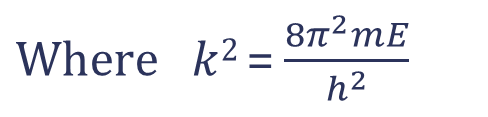 Where k² = 8π²mE / h²